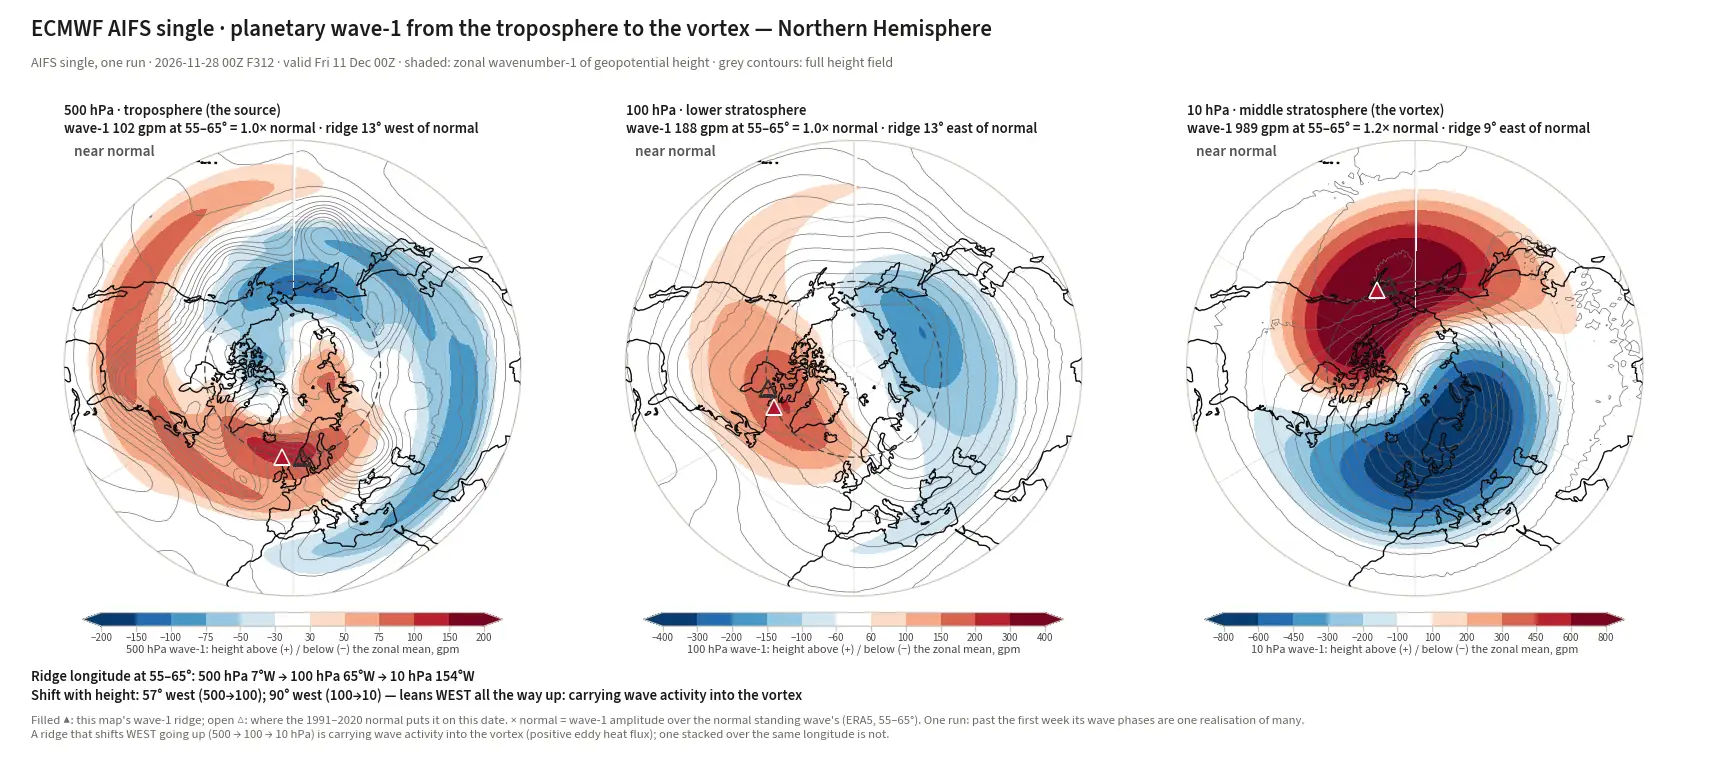 ECMWF AIFS single · planetary wave-1 from the troposphere to the vortex — Northern Hemisphere
AIFS single, one run · 2026-11-28 00Z F312 · valid Fri 11 Dec 00Z · shaded: zonal wavenumber-1 of geopotential height · grey contours: full height field
500 hPa · troposphere (the source)
wave-1 102 gpm at 55–65° = 1.0× normal · ridge 13° west of normal
near normal
100 hPa · lower stratosphere
wave-1 188 gpm at 55–65° = 1.0× normal · ridge 13° east of normal
near normal
10 hPa · middle stratosphere (the vortex)
wave-1 989 gpm at 55–65° = 1.2× normal · ridge 9° east of normal
near normal
−200 −150 −100 −75 −50 −30 30 50 75 100 150 200
500 hPa wave-1: height above (+) / below (−) the zonal mean, gpm
−400 −300 −200 −150 −100 −60 60 100 150 200 300 400
100 hPa wave-1: height above (+) / below (−) the zonal mean, gpm
−800 −600 −450 −300 −200 −100 100 200 300 450 600 800
10 hPa wave-1: height above (+) / below (−) the zonal mean, gpm
Ridge longitude at 55–65°: 500 hPa 7°W → 100 hPa 65°W → 10 hPa 154°W
Shift with height: 57° west (500→100); 90° west (100→10) — leans WEST all the way up: carrying wave activity into the vortex
Filled ▲: this map's wave-1 ridge; open △: where the 1991–2020 normal puts it on this date. × normal = wave-1 amplitude over the normal standing wave's (ERA5, 55–65°). One run: past the first week its wave phases are one realisation of many.
A ridge that shifts WEST going up (500 → 100 → 10 hPa) is carrying wave activity into the vortex (positive eddy heat flux); one stacked over the same longitude is not.